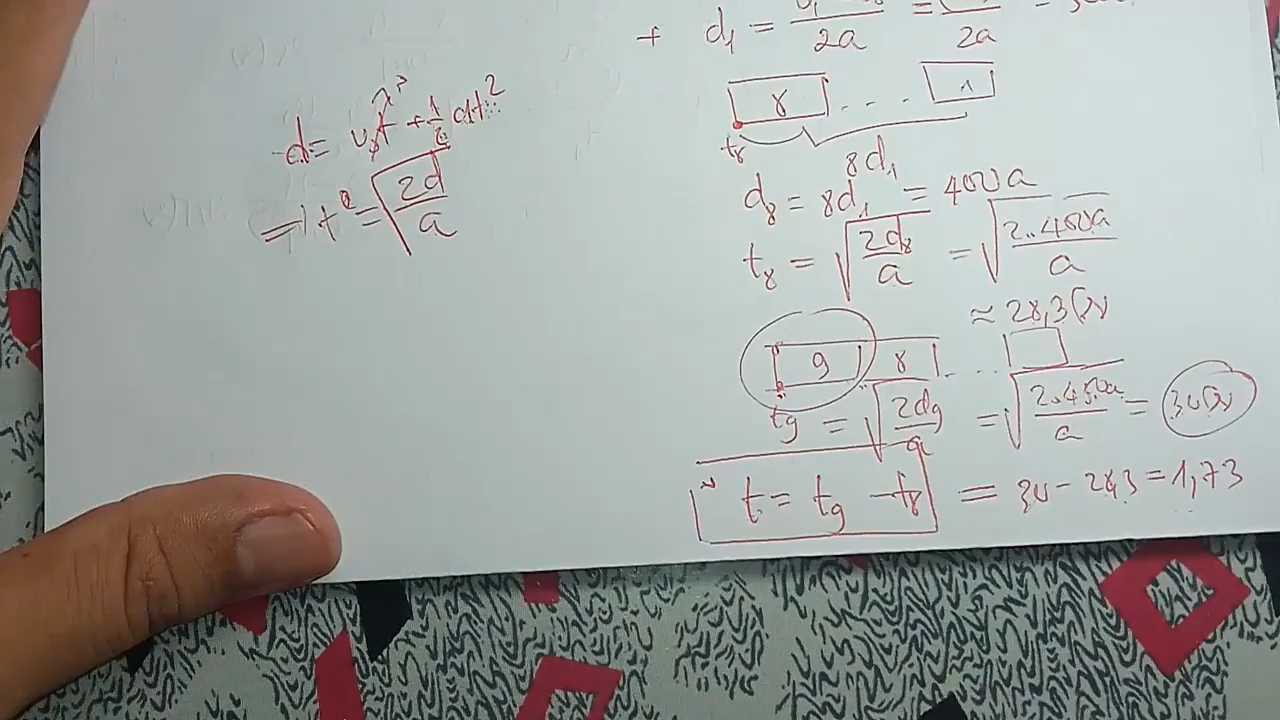 d = v₀t + ½at²
=> t = √(2d/a)
+ d₁ = /2a = /2a
8 ... 1
t₈
8d₁
d₈ = 8d₁ = 400a
t₈ = √(2d₈/a) = √(2.400a/a)
≈ 28,3(s)
9 8 ...
t₉ = √(2d₉/a) = √(2.450a/a) = 30(s)
t = t₉ - t₈ = 30 - 28,3 = 1,73